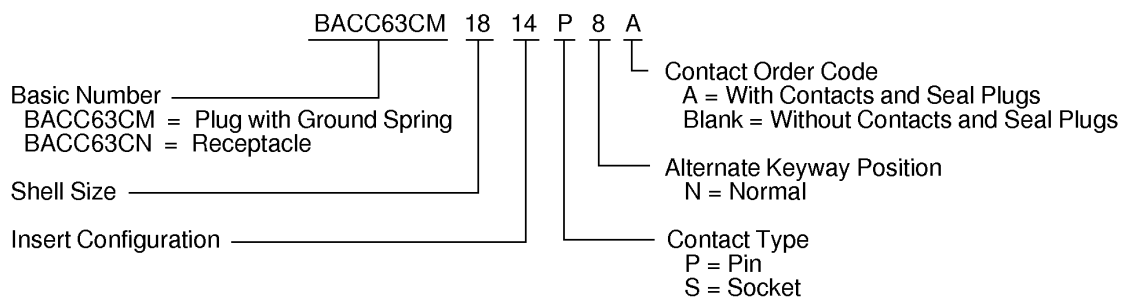 BACC63CM 18 14 P 8 A
Basic Number
BACC63CM = Plug with Ground Spring
BACC63CN = Receptacle
Shell Size
Insert Configuration
Contact Order Code
A = With Contacts and Seal Plugs
Blank = Without Contacts and Seal Plugs
Alternate Keyway Position
N = Normal
Contact Type
P = Pin
S = Socket